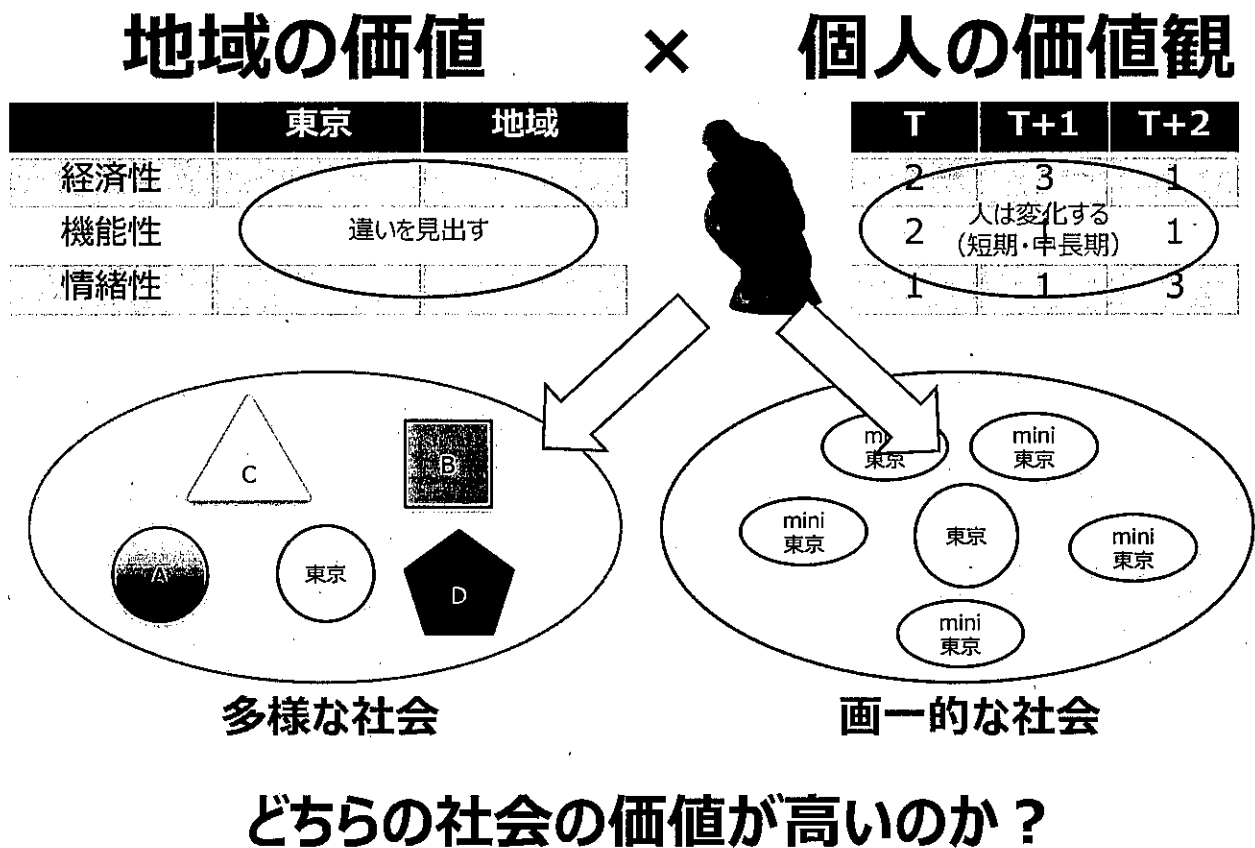 地域の価値 × 個人の価値観
東京 地域
経済性
機能性
情緒性
違いを見出す
T T+1 T+2
2 3 1
2 1 1
1 1 3
人は変化する
(短期・中長期)
C
B
A
東京
D
mini
東京
mini
東京
mini
東京
東京
mini
東京
mini
東京
多様な社会
画一的な社会
どちらの社会の価値が高いのか?